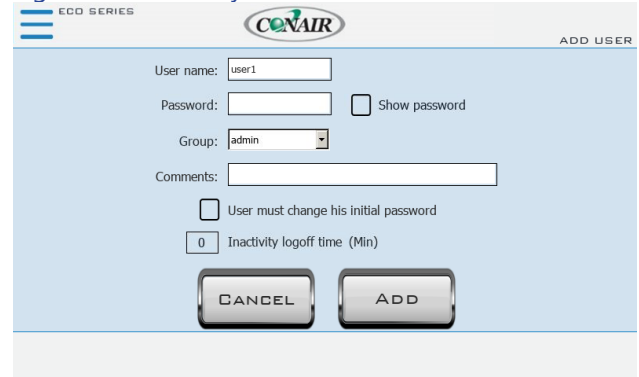 ECO SERIES
CONAIR
ADD USER
User name: user1
Password:
Show password
Group: admin
Comments:
User must change his initial password
0 Inactivity logoff time (Min)
CANCEL
ADD